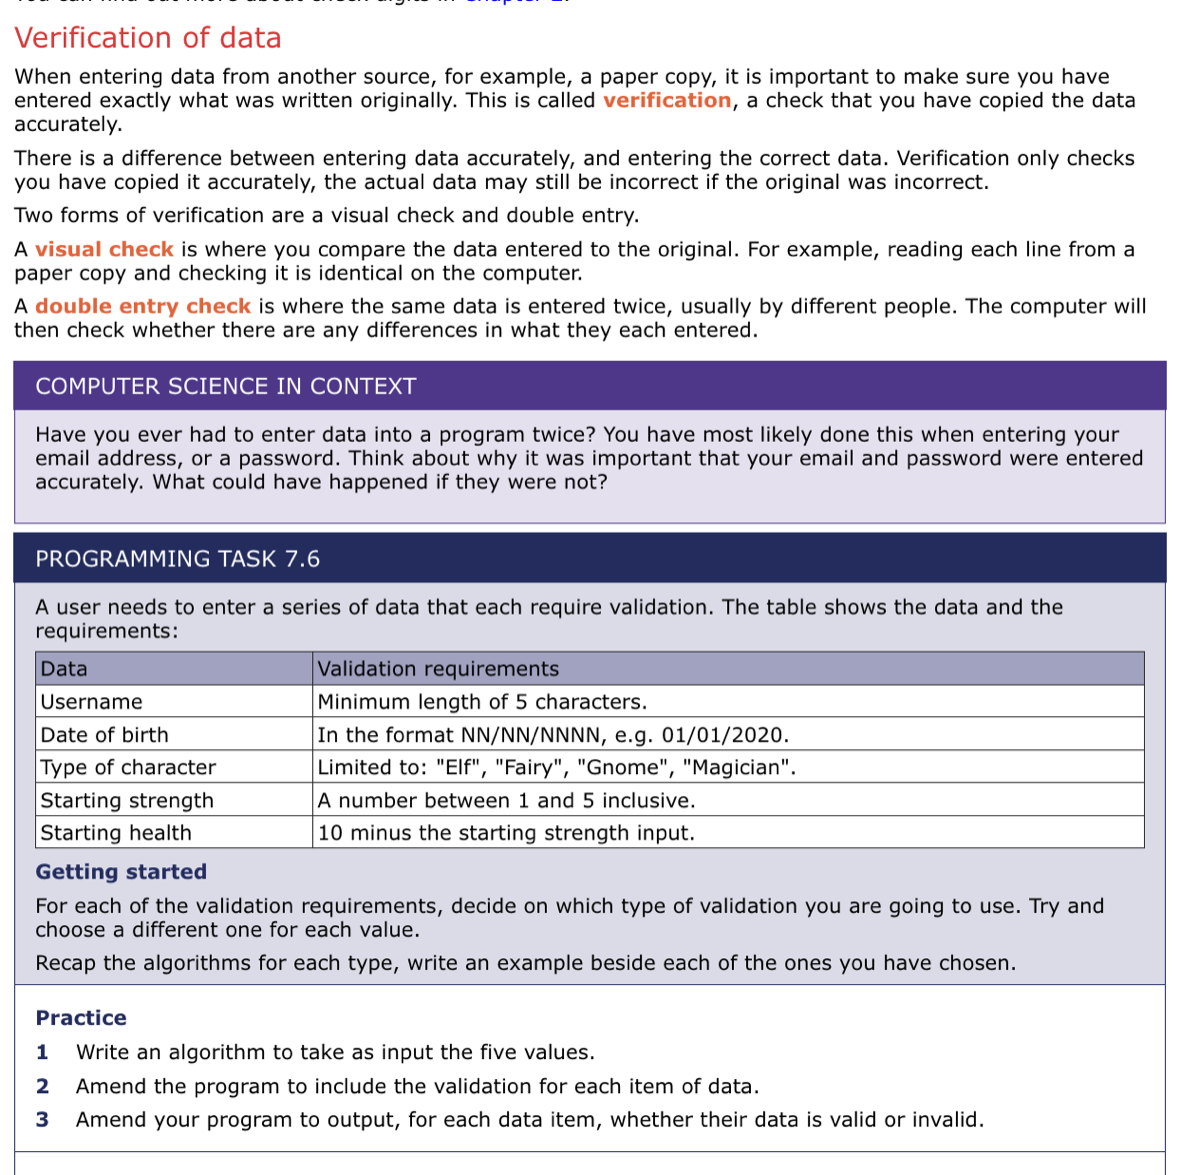 Verification of data
When entering data from another source, for example, a paper copy, it is important to make sure you have
entered exactly what was written originally. This is called verification, a check that you have copied the data
accurately.
There is a difference between entering data accurately, and entering the correct data. Verification only checks
you have copied it accurately, the actual data may still be incorrect if the original was incorrect.
Two forms of verification are a visual check and double entry.
A visual check is where you compare the data entered to the original. For example, reading each line from a
paper copy and checking it is identical on the computer.
A double entry check is where the same data is entered twice, usually by different people. The computer will
then check whether there are any differences in what they each entered.
COMPUTER SCIENCE IN CONTEXT
Have you ever had to enter data into a program twice? You have most likely done this when entering your
email address, or a password. Think about why it was important that your email and password were entered
accurately. What could have happened if they were not?
PROGRAMMING TASK 7.6
A user needs to enter a series of data that each require validation. The table shows the data and the
requirements:
Data Validation requirements
Username Minimum length of 5 characters.
Date of birth In the format NN/NN/NNNN, e.g. 01/01/2020.
Type of character Limited to: "Elf", "Fairy", "Gnome", "Magician".
Starting strength A number between 1 and 5 inclusive.
Starting health 10 minus the starting strength input.
Getting started
For each of the validation requirements, decide on which type of validation you are going to use. Try and
choose a different one for each value.
Recap the algorithms for each type, write an example beside each of the ones you have chosen.
Practice
1 Write an algorithm to take as input the five values.
2 Amend the program to include the validation for each item of data.
3 Amend your program to output, for each data item, whether their data is valid or invalid.